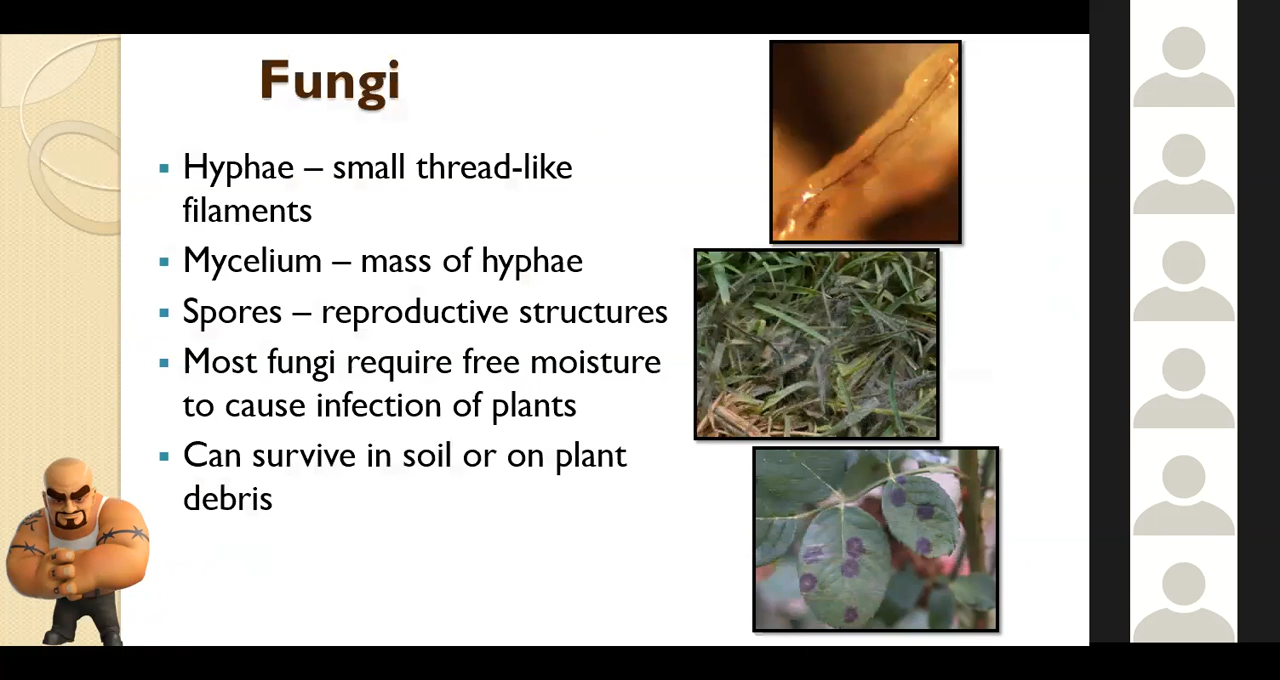 Fungi
Hyphae – small thread-like
filaments
Mycelium – mass of hyphae
Spores – reproductive structures
Most fungi require free moisture
to cause infection of plants
Can survive in soil or on plant
debris